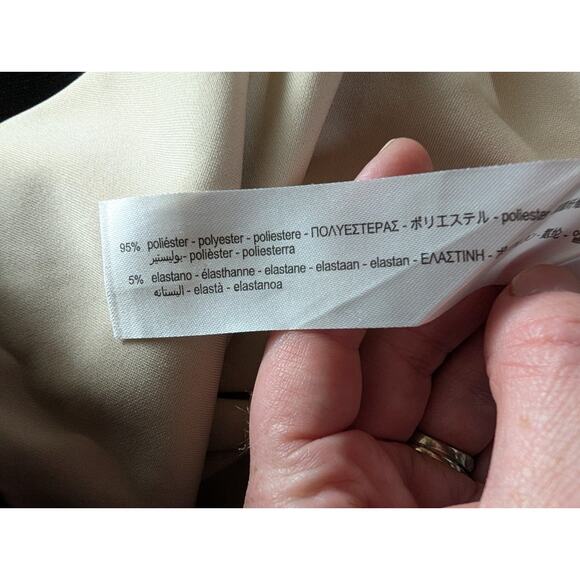 95% poliéster - polyester - poliestere - ΠΟΛΥΕΣΤΕΡΑΣ - ポリエステル - poliester
بوليستير - polièster - poliesterra
5% elastano - élasthanne - elastane - elastaan - elastan - ΕΛΑΣΤΙΝΗ -
اليستانه - elastà - elastanoa